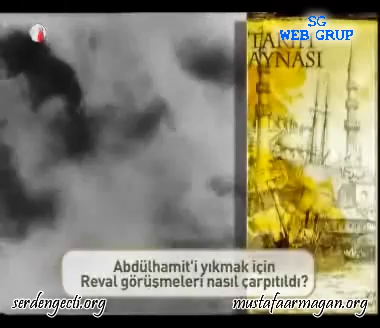 SG
WEB GRUP
TARİH
AYNASI
Abdülhamit'i yıkmak için
Reval görüşmeleri nasıl çarpıtıldı?
serdengecti.org
mustafaarmagan.org